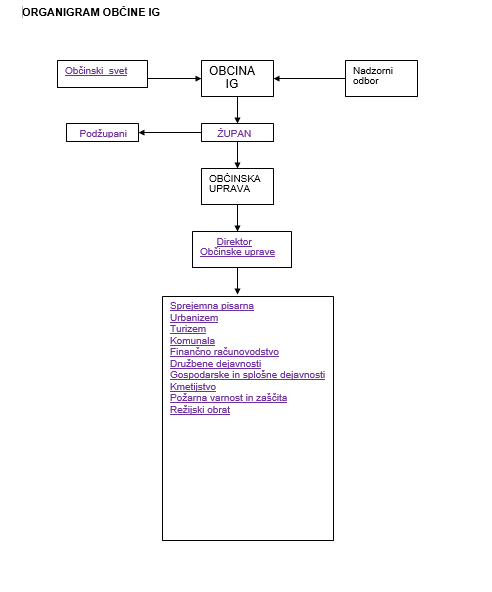 ORGANIGRAM OBČINE IG
Občinski svet
OBCINA
IG
Nadzorni
odbor
Podžupani
ŽUPAN
OBČINSKA
UPRAVA
Direktor
Občinske uprave
Sprejemna pisarna
Urbanizem
Turizem
Komunala
Finančno računovodstvo
Družbene dejavnosti
Gospodarske in splošne dejavnosti
Kmetijstvo
Požarna varnost in zaščita
Režijski obrat